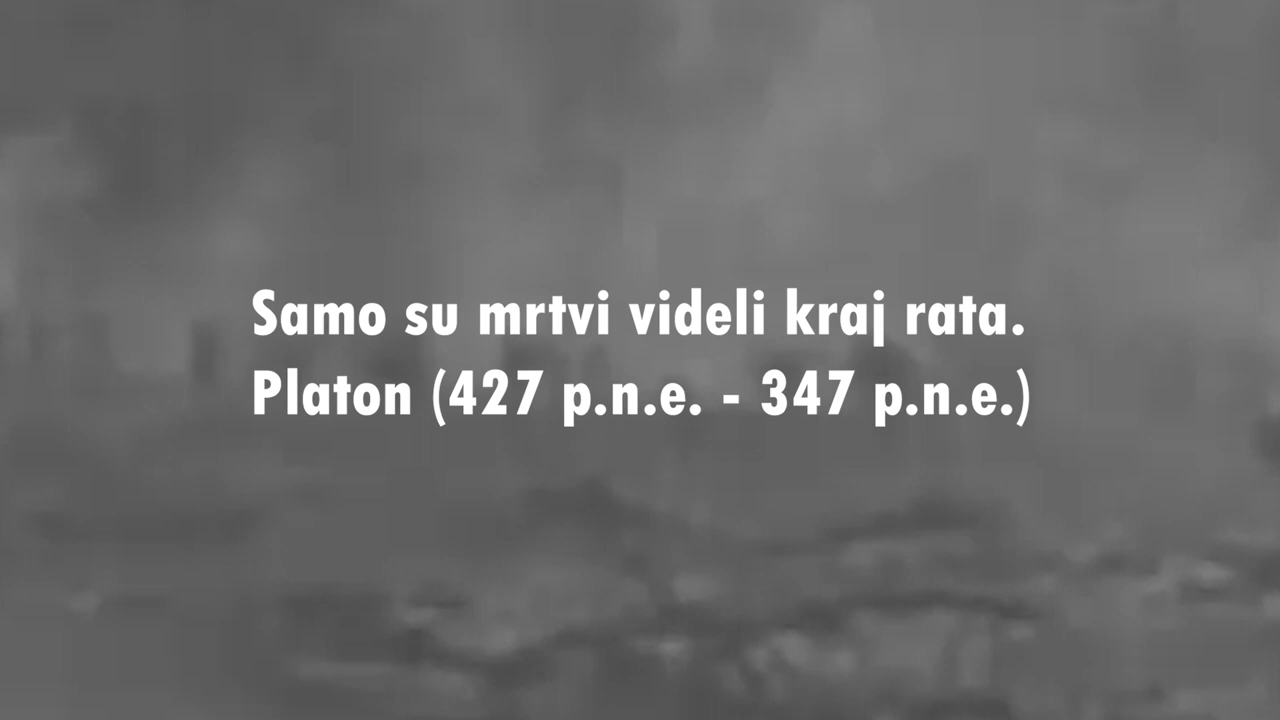 Samo su mrtvi videli kraj rata.
Platon (427 p.n.e. - 347 p.n.e.)